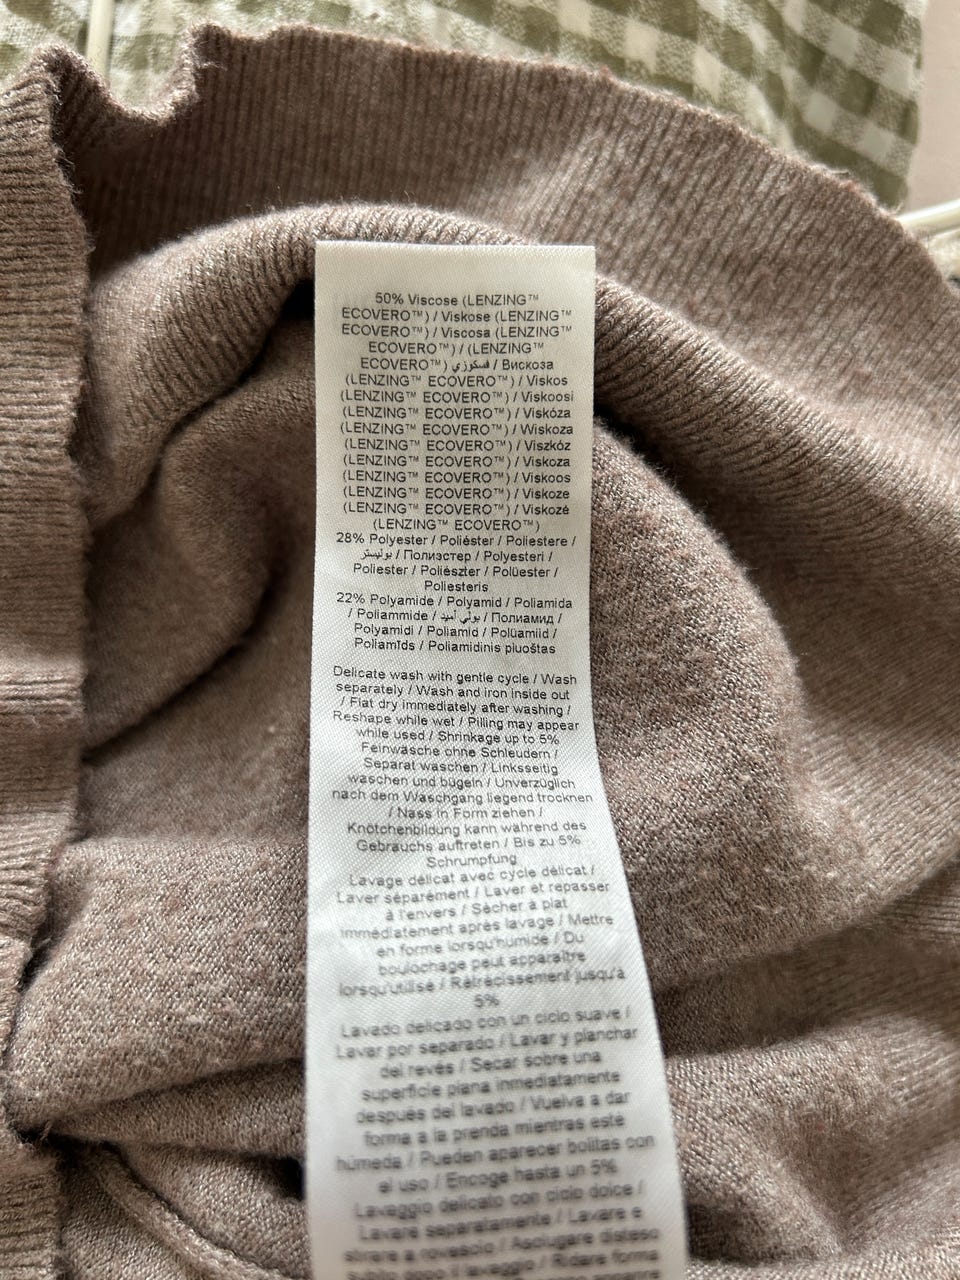 50% Viscose (LENZING™
ECOVERO™) / Viskose (LENZING™
ECOVERO™) / Viscosa (LENZING™
ECOVERO™) / (LENZING™
ECOVERO™) فسكوزي / Вискоза
(LENZING™ ECOVERO™) / Viskos
(LENZING™ ECOVERO™) / Viskoosi
(LENZING™ ECOVERO™) / Viskóza
(LENZING™ ECOVERO™) / Wiskoza
(LENZING™ ECOVERO™) / Viszkóz
(LENZING™ ECOVERO™) / Viskoza
(LENZING™ ECOVERO™) / Viskoos
(LENZING™ ECOVERO™) / Viskoze
(LENZING™ ECOVERO™) / Viskozė
(LENZING™ ECOVERO™)
28% Polyester / Poliéster / Poliestere /
بوليستر / Полиэстер / Polyesteri /
Poliester / Poliészter / Polüester /
Poliesteris
22% Polyamide / Polyamid / Poliamida
/ Poliammide / بولي أميد / Полиамид /
Polyamidi / Poliamid / Polüamiid /
Poliamīds / Poliamidinis pluoštas
Delicate wash with gentle cycle / Wash
separately / Wash and iron inside out
/ Flat dry immediately after washing /
Reshape while wet / Pilling may appear
while used / Shrinkage up to 5%
Feinwäsche ohne Schleudern /
Separat waschen / Linksseitig
waschen und bügeln / Unverzüglich
nach dem Waschgang liegend trocknen
/ Nass in Form ziehen /
Knötchenbildung kann während des
Gebrauchs auftreten / Bis zu 5%
Schrumpfung
Lavage délicat avec cycle délicat /
Laver séparément / Laver et repasser
à l'envers / Sécher à plat
immédiatement après lavage / Mettre
en forme lorsqu'humide / Du
boulochage peut apparaître
lorsqu'utilisé / Rétrécissement jusqu'à
5%
Lavado delicado con un ciclo suave /
Lavar por separado / Lavar y planchar
del revés / Secar sobre una
superficie plana inmediatamente
después del lavado / Vuelva a dar
forma a la prenda mientras esté
húmeda / Pueden aparecer bolitas con
el uso / Encoge hasta un 5%
Lavaggio delicato con ciclo dolce /
Lavare separatamente / Lavare e
stirare a rovescio / Asciugare disteso
subito dopo il lavaggio / Ridare forma